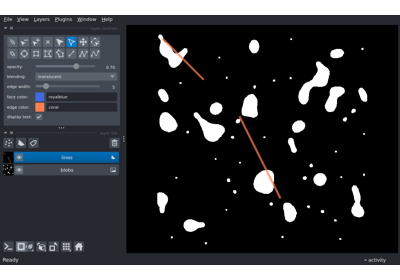 File View Layers Plugins Window Help
opacity: 0.70
blending: translucent
edge width: 5
face color: royalblue
edge color: coral
display text:
lines
blobs
Ready
activity